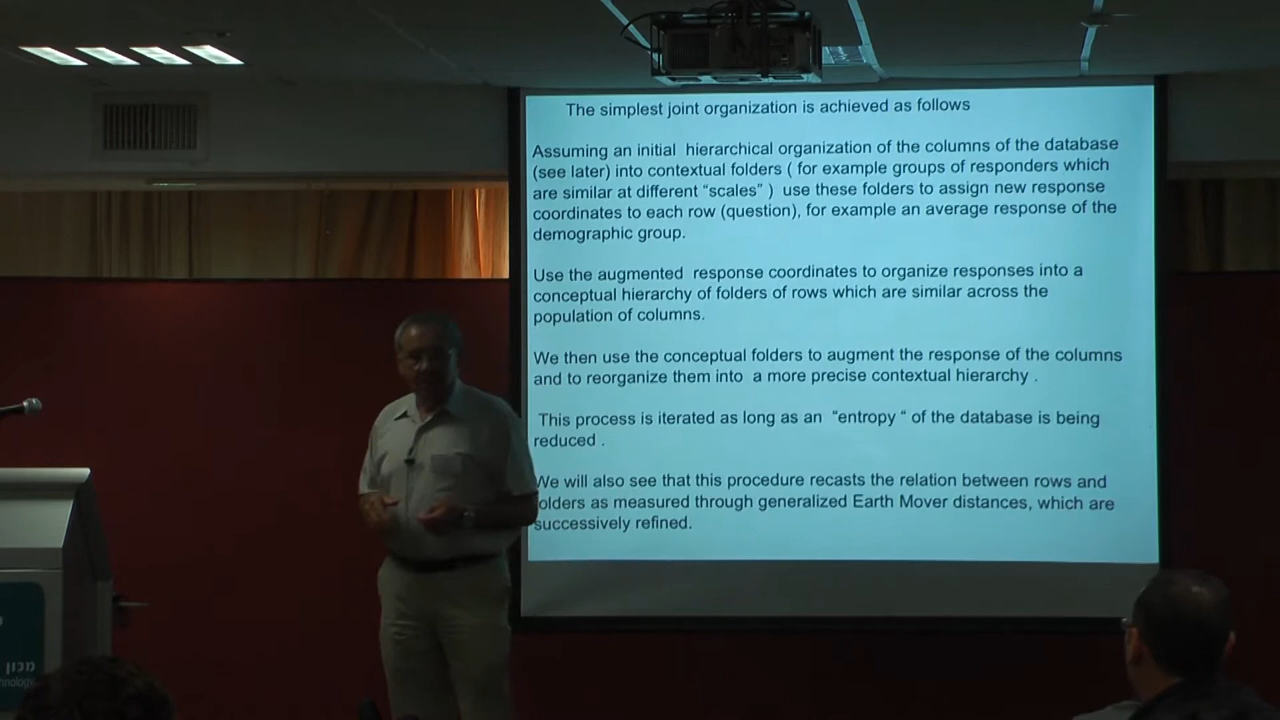 The simplest joint organization is achieved as follows
Assuming an initial hierarchical organization of the columns of the database
(see later) into contextual folders ( for example groups of responders which
are similar at different “scales” ) use these folders to assign new response
coordinates to each row (question), for example an average response of the
demographic group.
Use the augmented response coordinates to organize responses into a
conceptual hierarchy of folders of rows which are similar across the
population of columns.
We then use the conceptual folders to augment the response of the columns
and to reorganize them into a more precise contextual hierarchy .
This process is iterated as long as an “entropy “ of the database is being
reduced .
We will also see that this procedure recasts the relation between rows and
olders as measured through generalized Earth Mover distances, which are
successively refined.
מכון
hnology